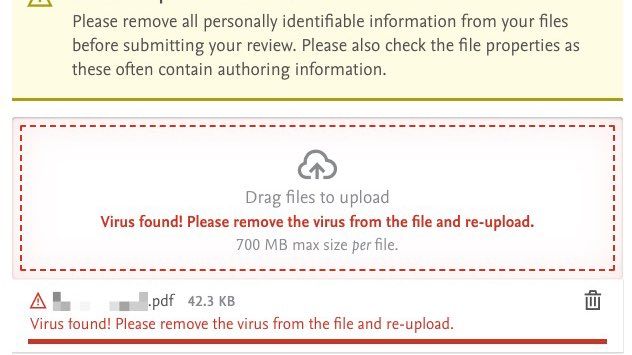 Please remove all personally identifiable information from your files
before submitting your review. Please also check the file properties as
these often contain authoring information.
Drag files to upload
Virus found! Please remove the virus from the file and re-upload.
700 MB max size per file.
.pdf 42.3 KB
Virus found! Please remove the virus from the file and re-upload.